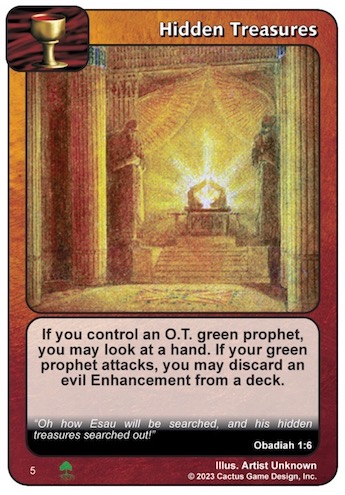 Hidden Treasures
If you control an O.T. green prophet,
you may look at a hand. If your green
prophet attacks, you may discard an
evil Enhancement from a deck.
"Oh how Esau will be searched, and his hidden
treasures searched out!"
Obadiah 1:6
Illus. Artist Unknown
5
© 2023 Cactus Game Design, Inc.